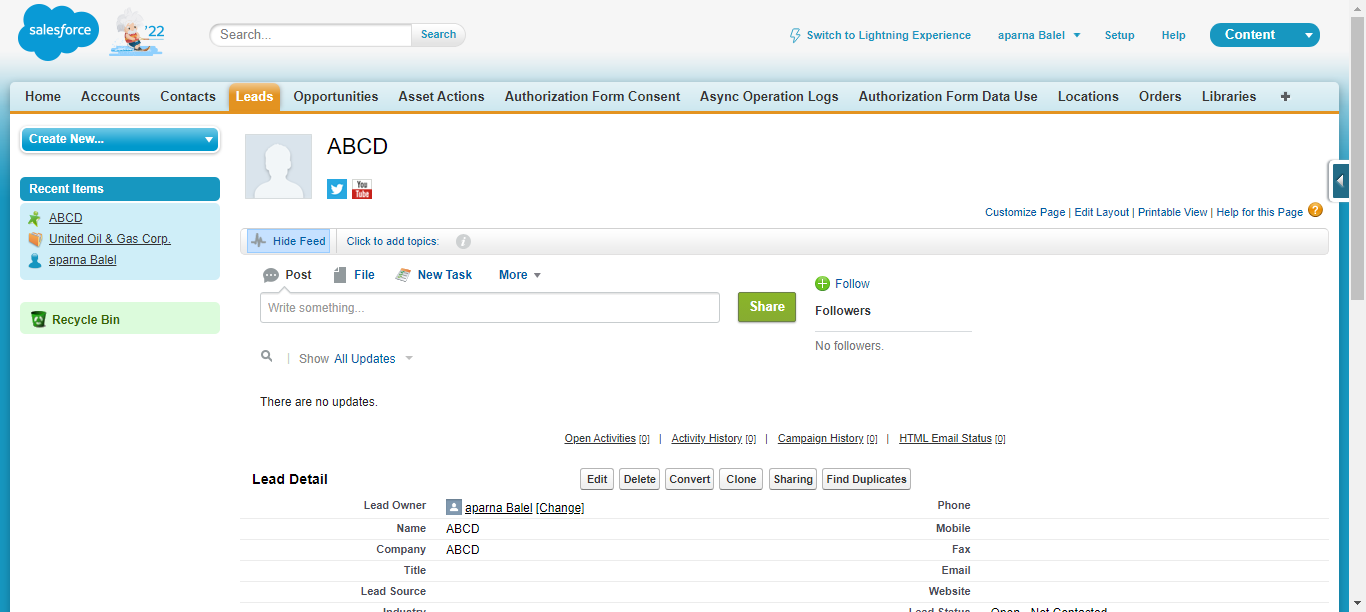 salesforce
'22
Search...
Search
Switch to Lightning Experience
aparna Balel
Setup
Help
Content
Home
Accounts
Contacts
Leads
Opportunities
Asset Actions
Authorization Form Consent
Async Operation Logs
Authorization Form Data Use
Locations
Orders
Libraries
+
Create New...
Recent Items
ABCD
United Oil & Gas Corp.
aparna Balel
Recycle Bin
ABCD
You
Tube
Customize Page | Edit Layout | Printable View | Help for this Page ?
Hide Feed
Click to add topics:
i
Post
File
New Task
More
Write something...
Share
Follow
Followers
No followers.
Show All Updates
There are no updates.
Open Activities [0] | Activity History [0] | Campaign History [0] | HTML Email Status [0]
Lead Detail
Edit
Delete
Convert
Clone
Sharing
Find Duplicates
Lead Owner aparna Balel [Change]
Phone
Name ABCD
Mobile
Company ABCD
Fax
Title
Email
Lead Source
Website
Industry
Lead Status Open - Not Contacted